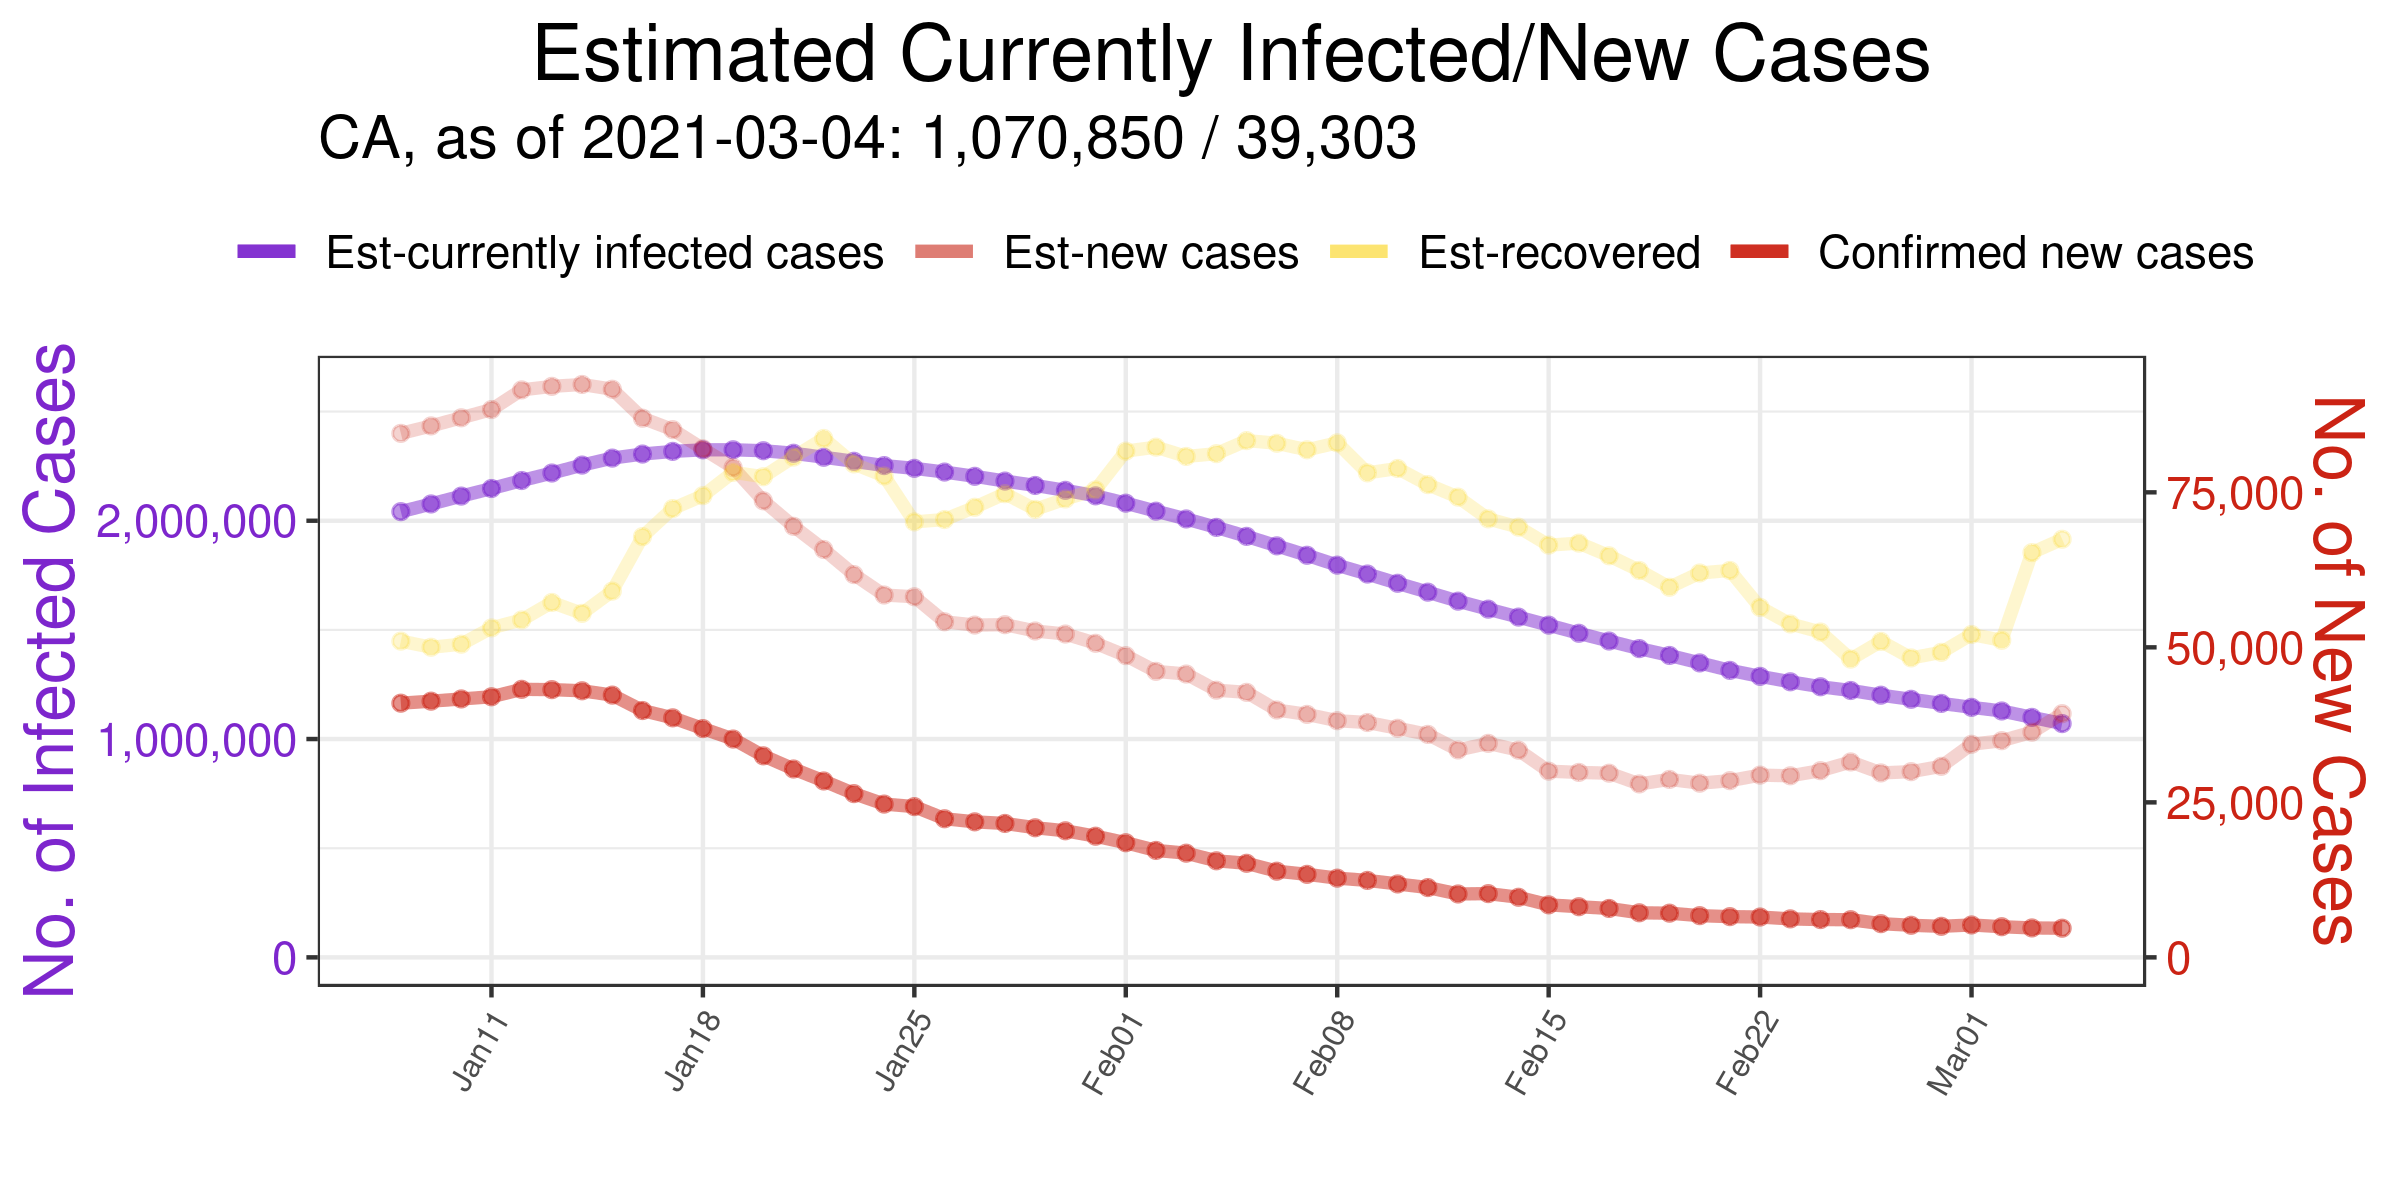 Estimated Currently Infected/New Cases
CA, as of 2021-03-04: 1,070,850 / 39,303
Est-currently infected cases Est-new cases Est-recovered Confirmed new cases
No. of Infected Cases
2,000,000
1,000,000
0
75,000
50,000
25,000
0
No. of New Cases
Jan11 Jan18 Jan25 Feb01 Feb08 Feb15 Feb22 Mar01